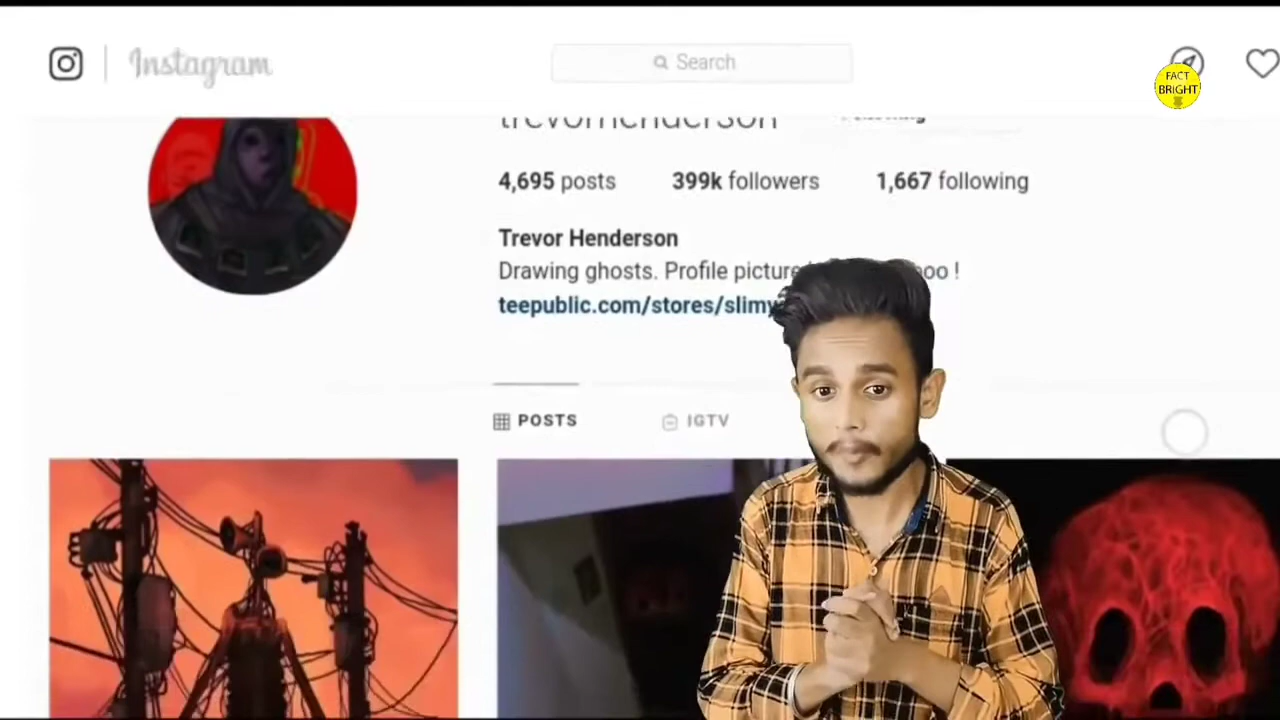 Instagram
Search
FACT
BRIGHT
trevorhenderson
4,695 posts 399k followers 1,667 following
Trevor Henderson
Drawing ghosts. Profile picture oo !
teepublic.com/stores/slimy
POSTS IGTV